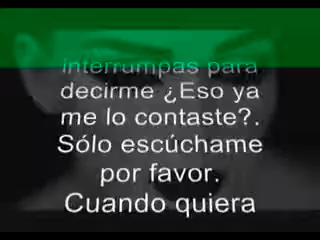 interrumpas para
decirme ¿Eso ya
me lo contaste?.
Sólo escúchame
por favor.
Cuando quiera